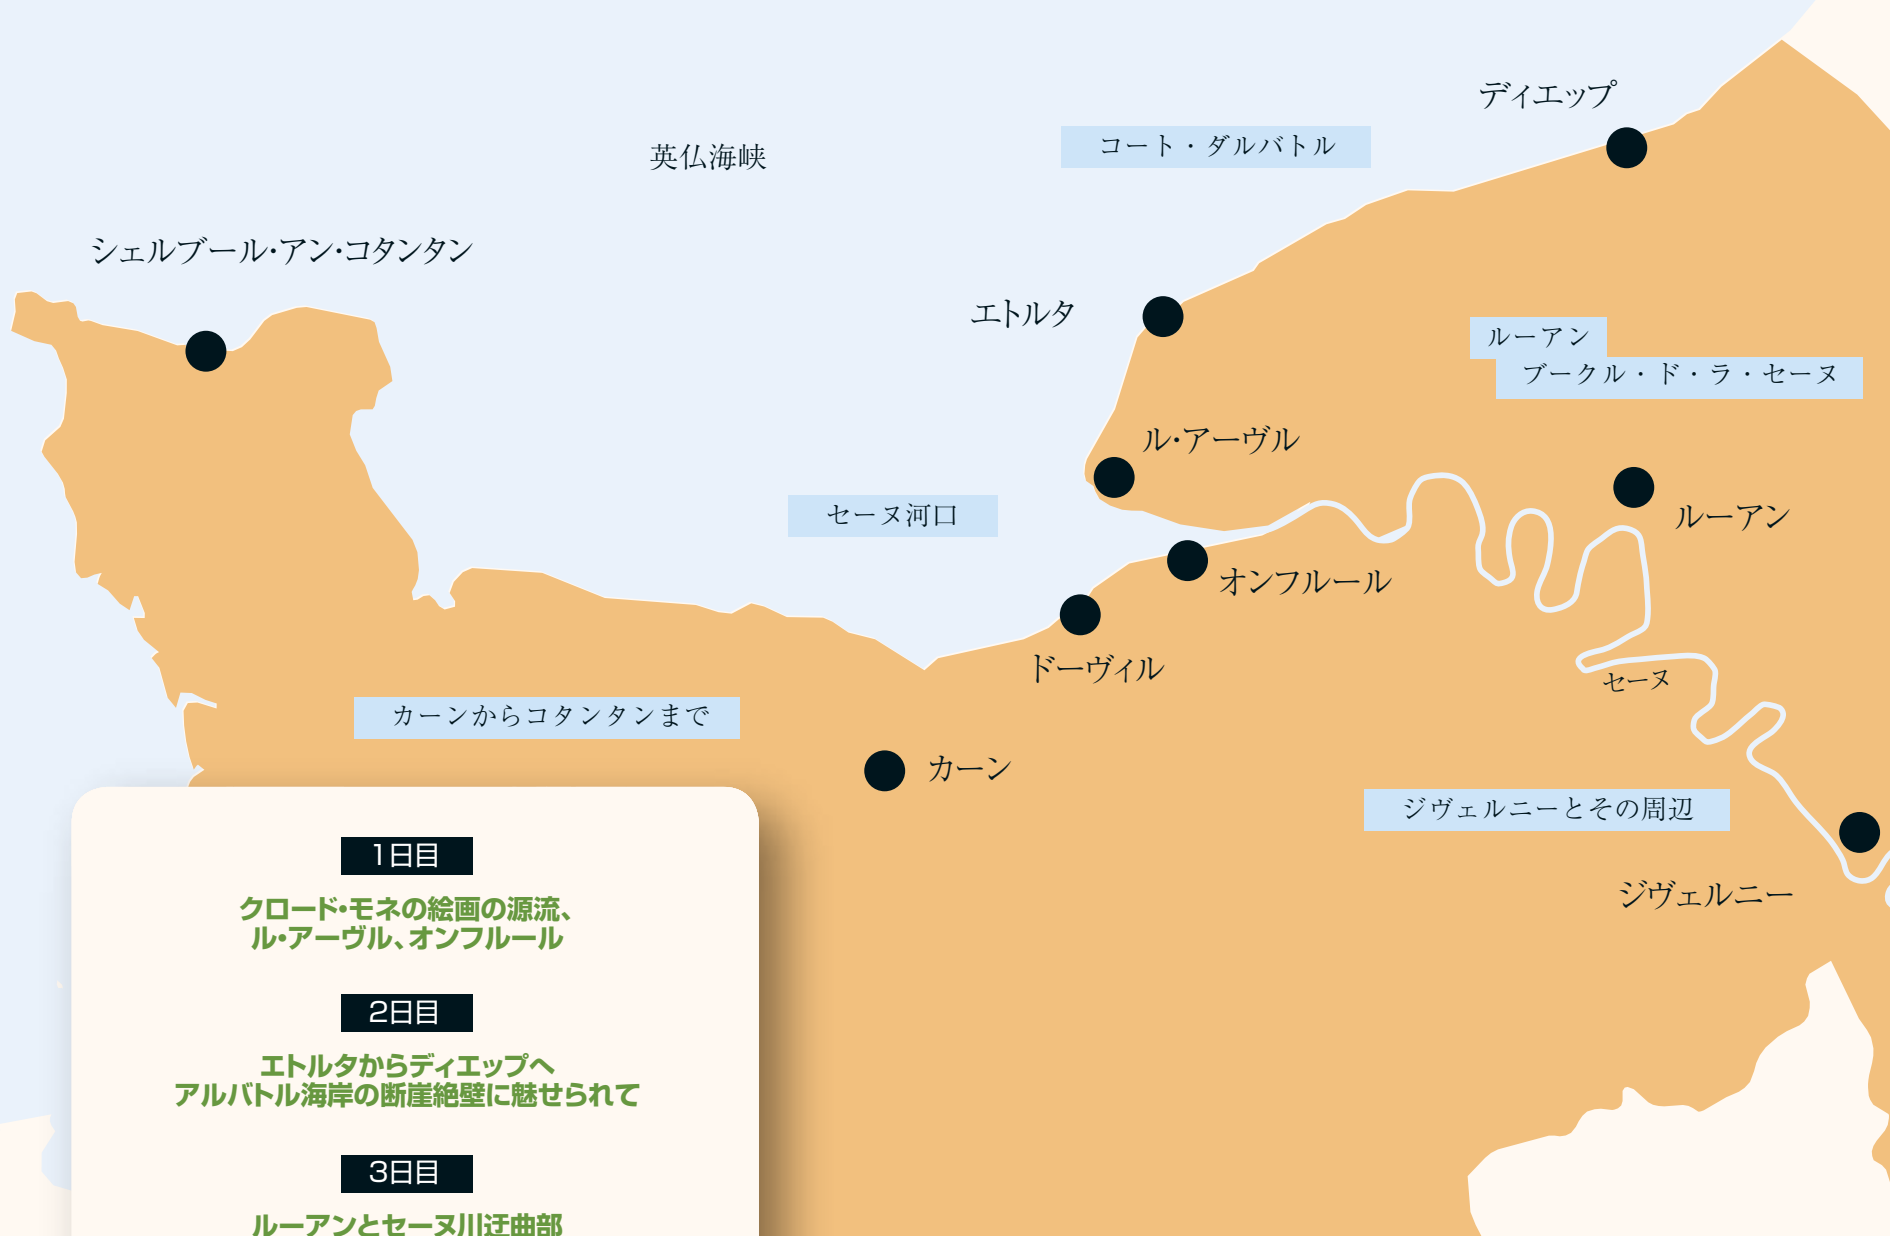 ディエップ
コート・ダルバトル
英仏海峡
シェルブール・アン・コタンタン
エトルタ
ルーアン
ブークル・ド・ラ・セーヌ
ル・アーヴル
セーヌ河口
ルーアン
オンフルール
ドーヴィル
セーヌ
カーンからコタンタンまで
カーン
ジヴェルニーとその周辺
ジヴェルニー
1日目
クロード・モネの絵画の源流、
ル・アーヴル、オンフルール
2日目
エトルタからディエップへ
アルバトル海岸の断崖絶壁に魅せられて
3日目
ルーアンとセーヌ川迂曲部